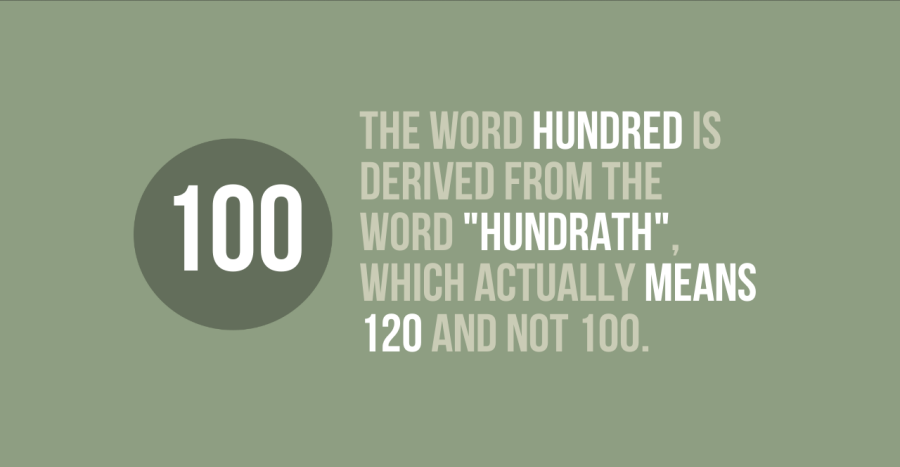 100
THE WORD HUNDRED IS
DERIVED FROM THE
WORD "HUNDRATH",
WHICH ACTUALLY MEANS
120 AND NOT 100.